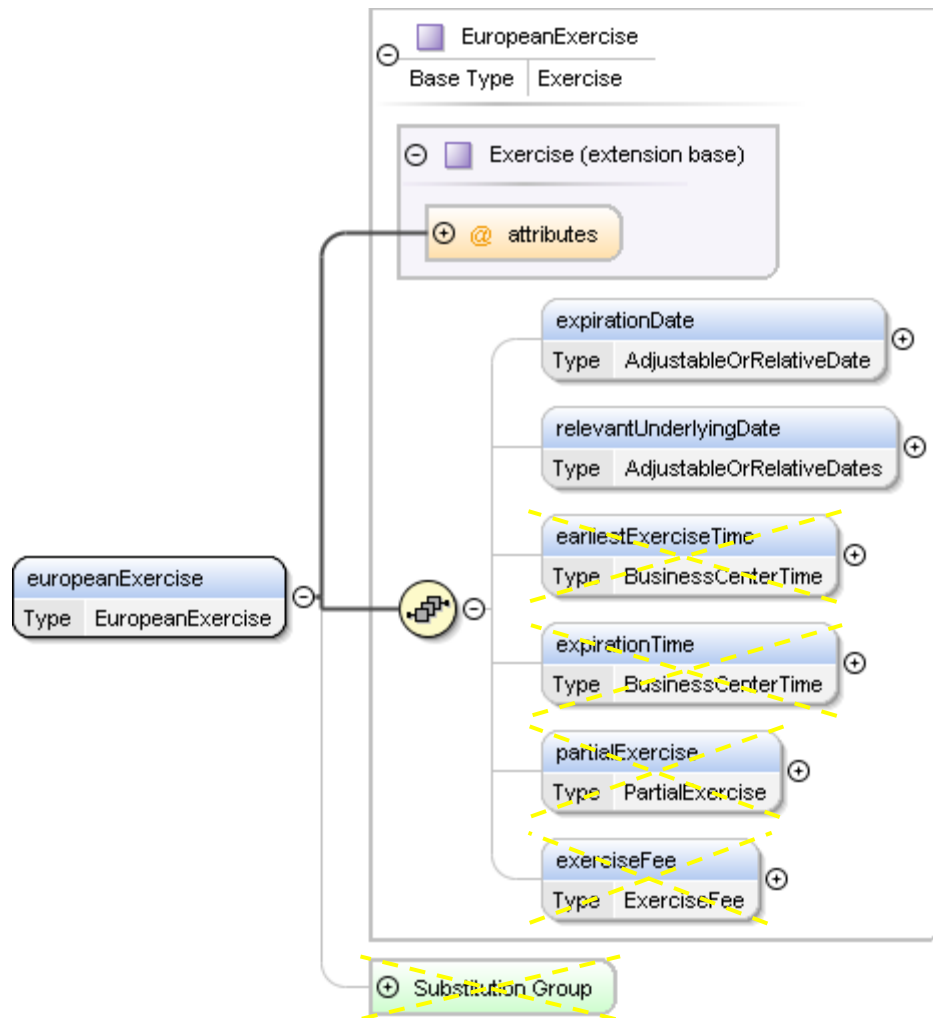 EuropeanExercise
Base Type Exercise
Exercise (extension base)
@ attributes
expirationDate
Type AdjustableOrRelativeDate
relevantUnderlyingDate
Type AdjustableOrRelativeDates
earliestExerciseTime
Type BusinessCenterTime
europeanExercise
Type EuropeanExercise
expirationTime
Type BusinessCenterTime
partialExercise
Type PartialExercise
exerciseFee
Type ExerciseFee
Substitution Group